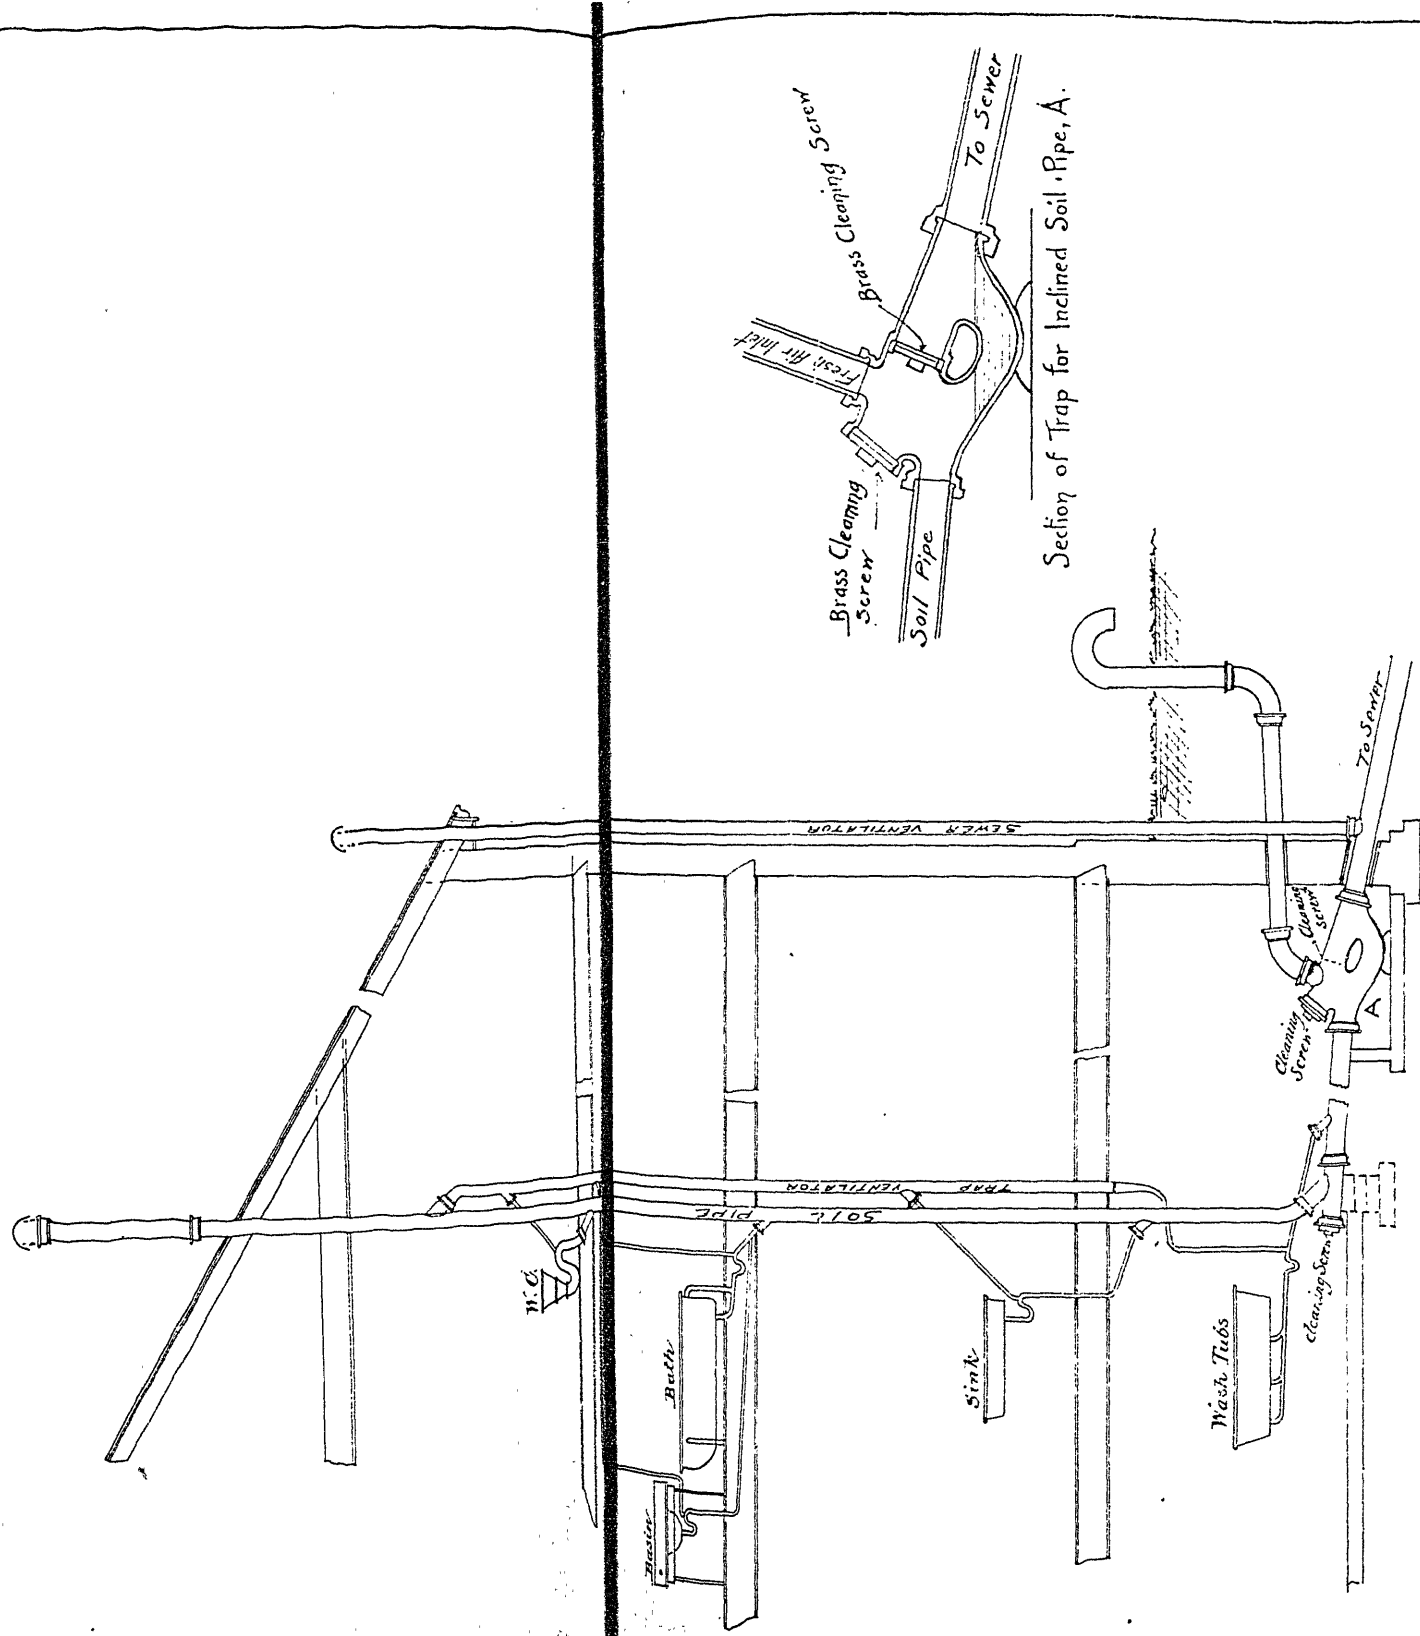 To Sewer
Brass Cleaning Screw
Fresh Air Inlet
Brass Cleaning
Screw
Soil Pipe
Section of Trap for Inclined Soil-Pipe, A.
To Sewer
SEWER VENTILATOR
Cleaning
Screw
Cleaning
Screw
A
TRAP VENTILATOR
SOIL PIPE
W.C.
Bath
Basin
Sink
Wash Tubs
Cleaning Screw